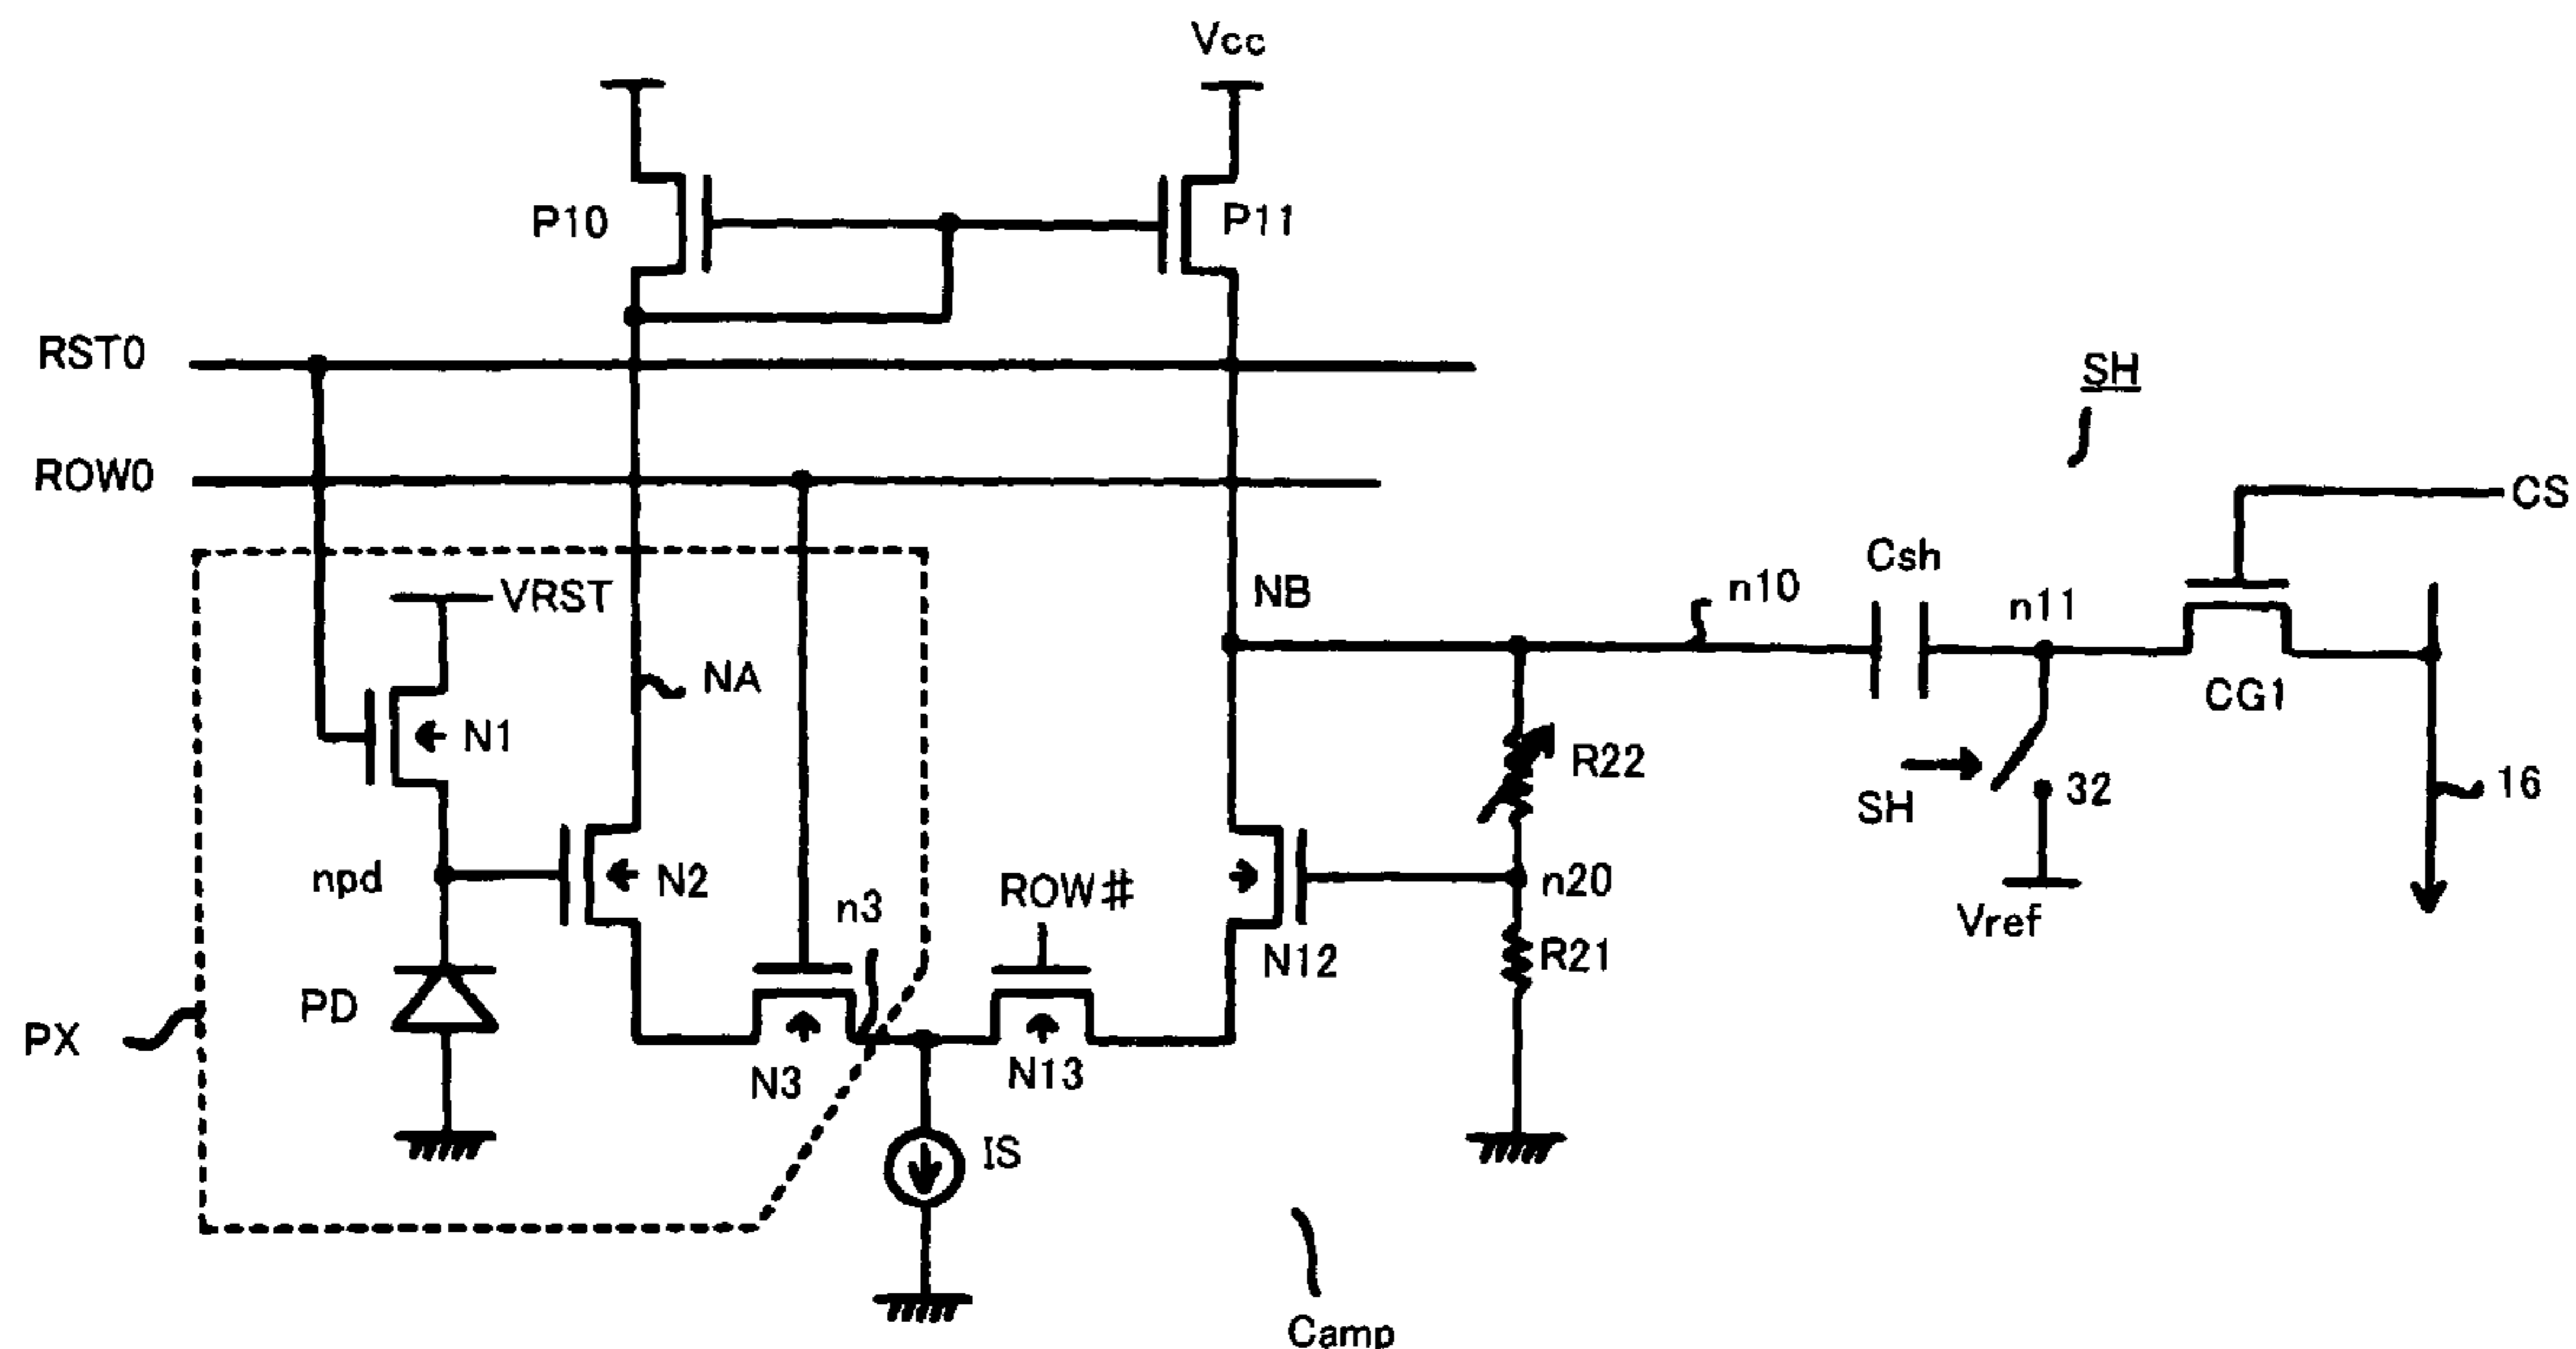 Vcc
P10
P11
RST0
SH
ROW0
CS
Csh
VRST
NB
n10
n11
NA
CG1
N1
R22
SH
32
16
npd
N2
n3
ROW#
n20
Vref
N12
R21
PD
PX
N3
N13
IS
Camp